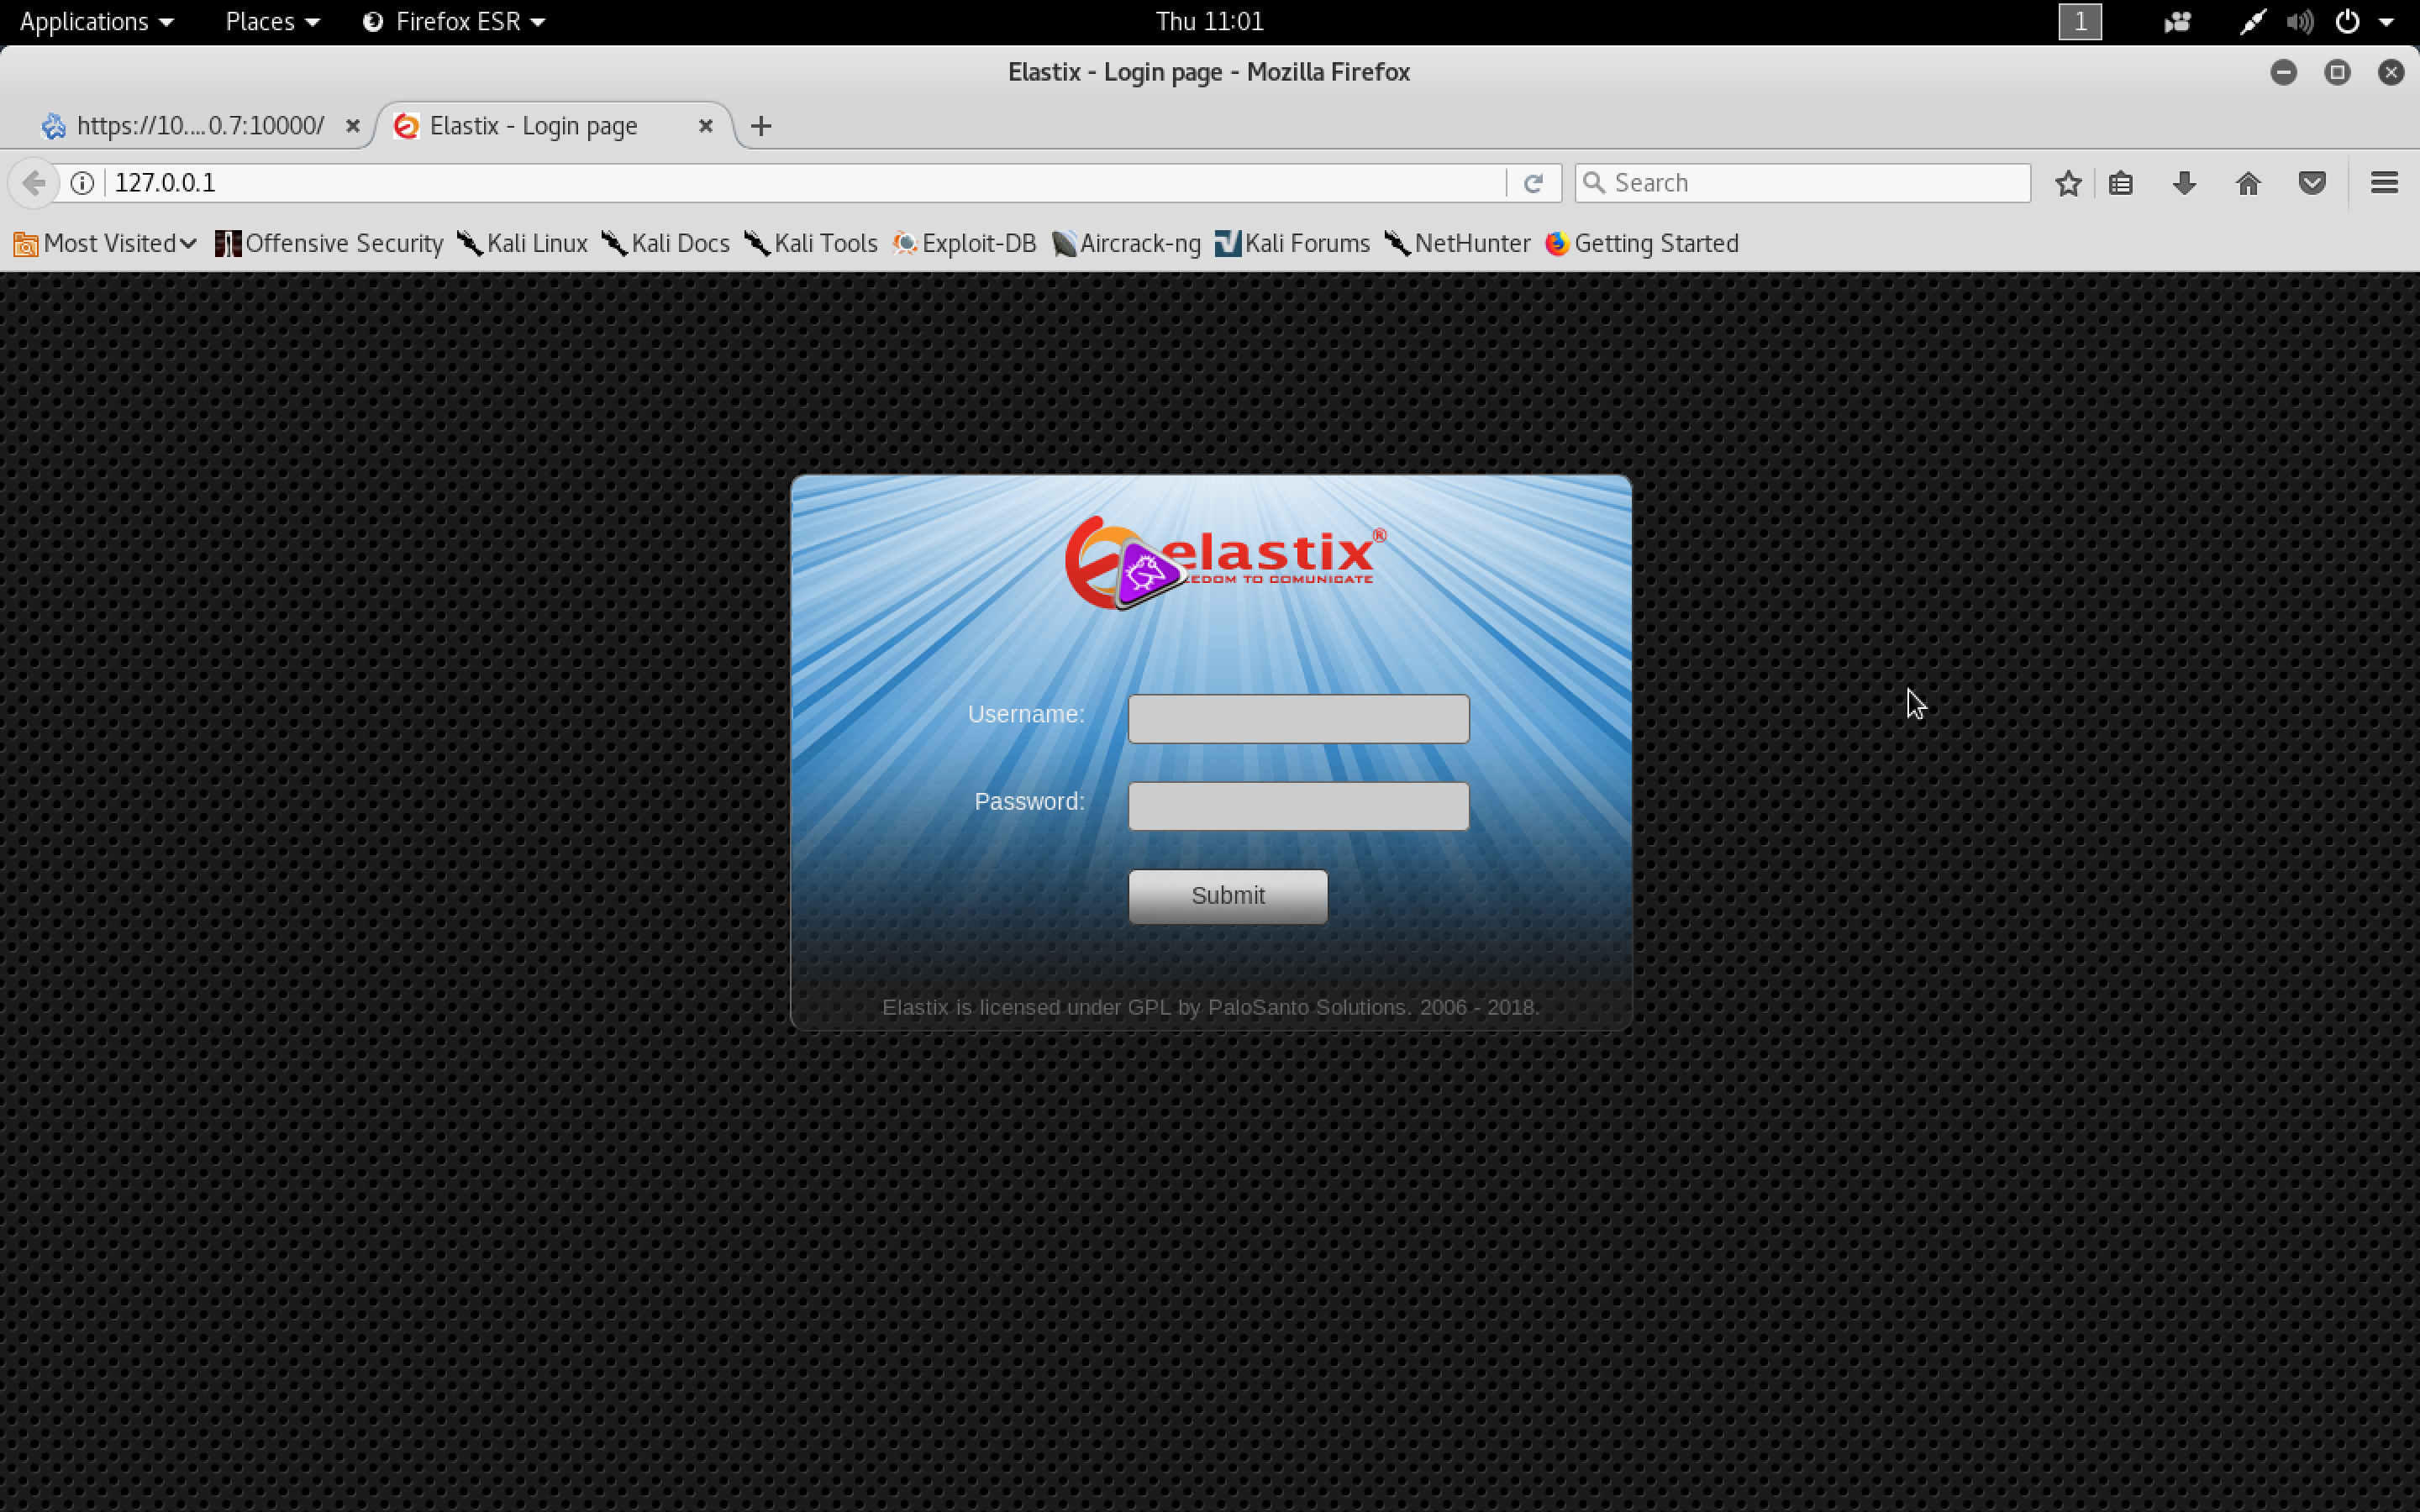 Applications Places Firefox ESR Thu 11:01 1
Elastix - Login page - Mozilla Firefox
https://10....0.7:10000/ Elastix - Login page
127.0.0.1 Search
Most Visited Offensive Security Kali Linux Kali Docs Kali Tools Exploit-DB Aircrack-ng Kali Forums NetHunter Getting Started
elastix®
EDOM TO COMUNICATE
Username:
Password:
Submit
Elastix is licensed under GPL by PaloSanto Solutions. 2006 - 2018.